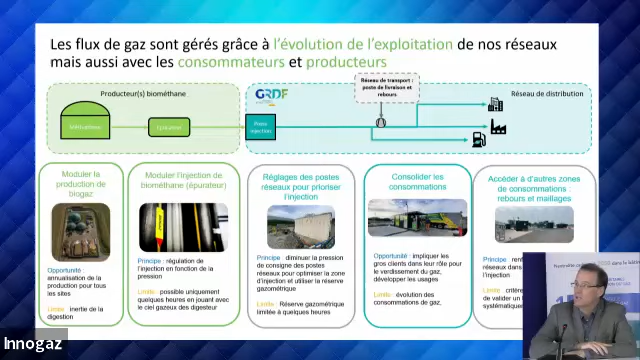 Les flux de gaz sont gérés grâce à l'évolution de l'exploitation de nos réseaux
mais aussi avec les consommateurs et producteurs
Producteur(s) biométhane
GRDF
Réseau de transport :
poste de livraison et
rebours
Réseau de distribution
Epurateur
Poste
injection
Moduler la
production de
biogaz
Opportunité :
annualisation de la
production pour tous
les sites
Limite : inertie de la
digestion
Moduler l'injection de
biométhane (épurateur)
Principe : régulation de
l'injection en fonction de la
pression
Limite : possible uniquement
quelques heures en jouant avec
le ciel gazeux des digesteur
Réglages des postes
réseaux pour prioriser
l'injection
Principe : diminuer la pression
de consigne des postes
réseaux pour optimiser la zone
d'injection et utiliser la réserve
gazométrique
Limite : Réserve gazométrique
limitée à quelques heures
Consolider les
consommations
Opportunité : impliquer les
gros clients dans leur rôle pour
le verdissement du gaz,
développer les usages
Limite : évolution des
consommations de gaz,
Accéder à d'autres zones
de consommations :
rebours et maillages
Principe
réseaux dans
l'injection
Limite : critère
de valider un
systématique
Innogaz